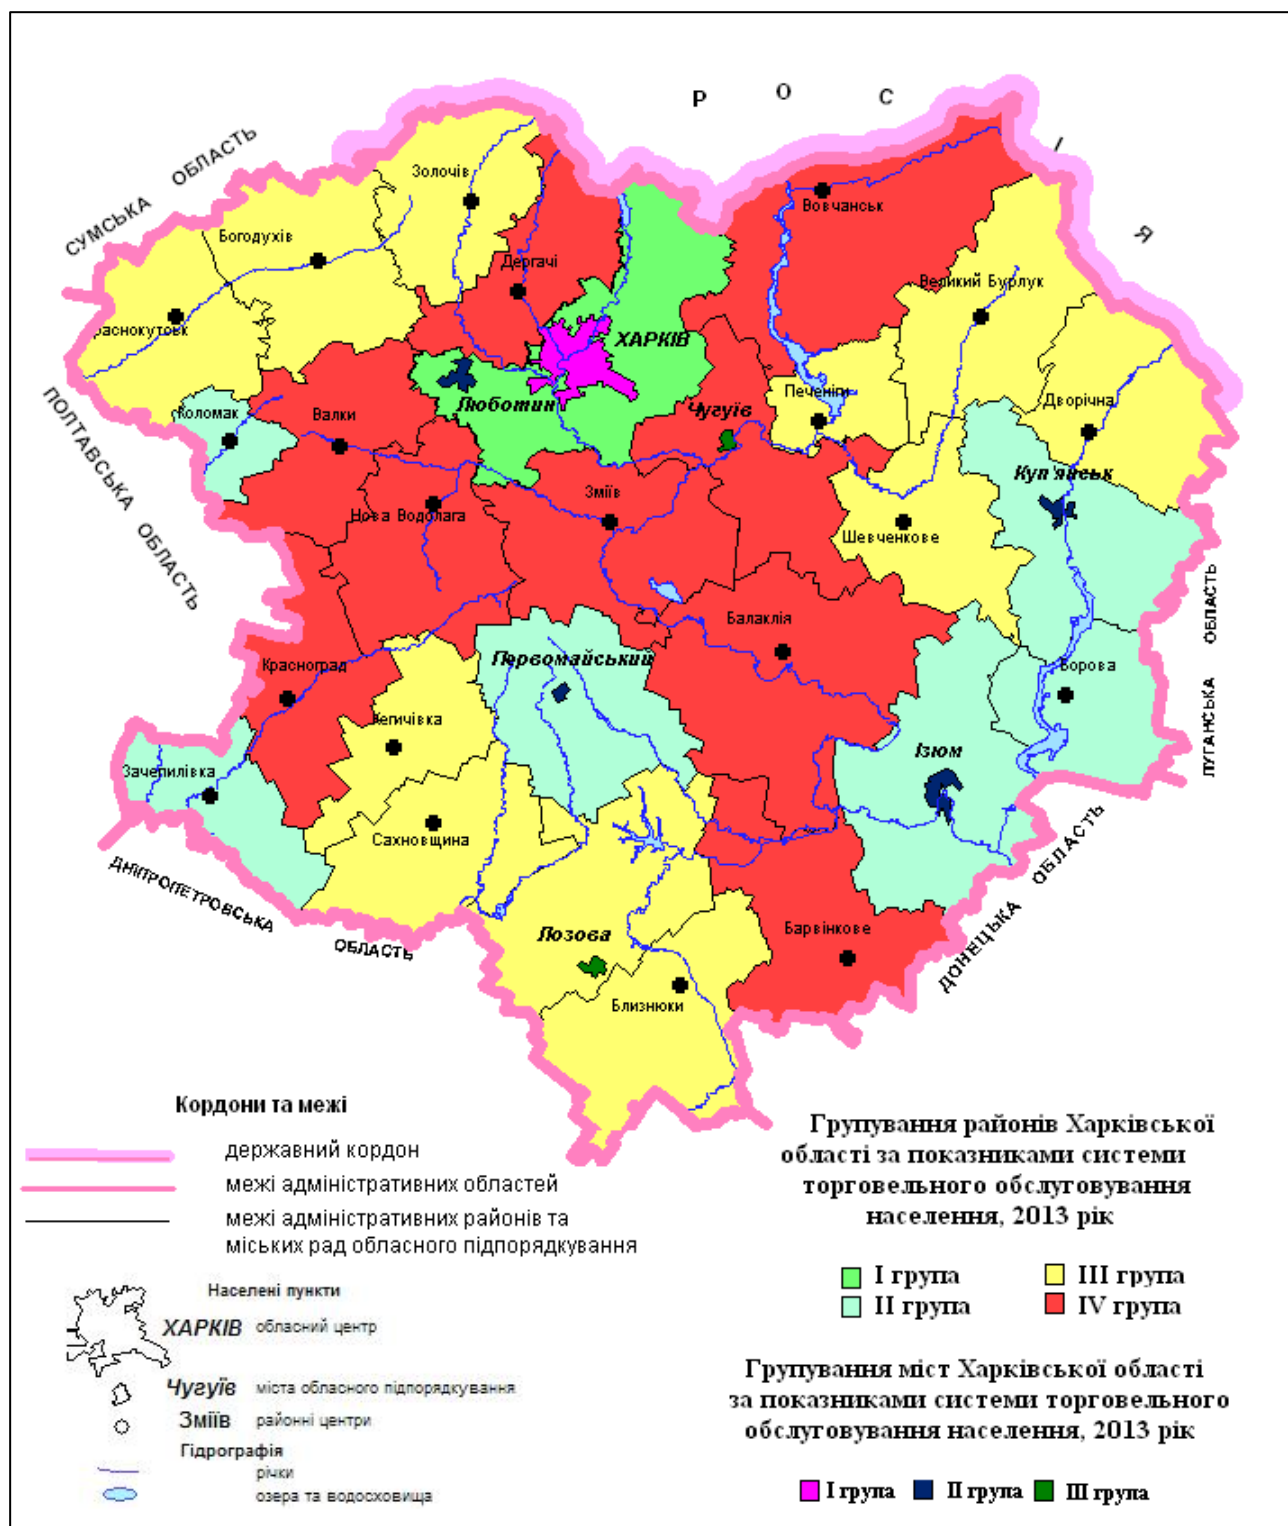 Р О С І Я
СУМСЬКА ОБЛАСТЬ
Золочів
Вовчанськ
Богодухів
Дергачі
Великий Бурлук
раснокутовк
ХАРКІВ
ПОЛТАВСЬКА ОБЛАСТЬ
Люботин
Печеніги
Дворічна
Коломак
Валки
Чугуїв
Куп'янськ
Зміїв
Нова Водолага
Шевченкове
Балаклія
ЛУГАНСЬКА ОБЛАСТЬ
Красноград
Первомайський
Борова
Кегичівка
Ізюм
Зачепилівка
Сахновщина
ДНІПРОПЕТРОВСЬКА ОБЛАСТЬ
ДОНЕЦЬКА ОБЛАСТЬ
Лозова
Барвінкове
Близнюки
Кордони та межі
державний кордон
межі адміністративних областей
межі адміністративних районів та
міських рад обласного підпорядкування
Населені пункти
ХАРКІВ обласний центр
Чугуїв міста обласного підпорядкування
Зміїв районні центри
Гідрографія
річки
озера та водосховища
Групування районів Харківської
області за показниками системи
торговельного обслуговування
населення, 2013 рік
І група
ІІІ група
ІІ група
IV група
Групування міст Харківської області
за показниками системи торговельного
обслуговування населення, 2013 рік
І група ІІ група ІІІ група